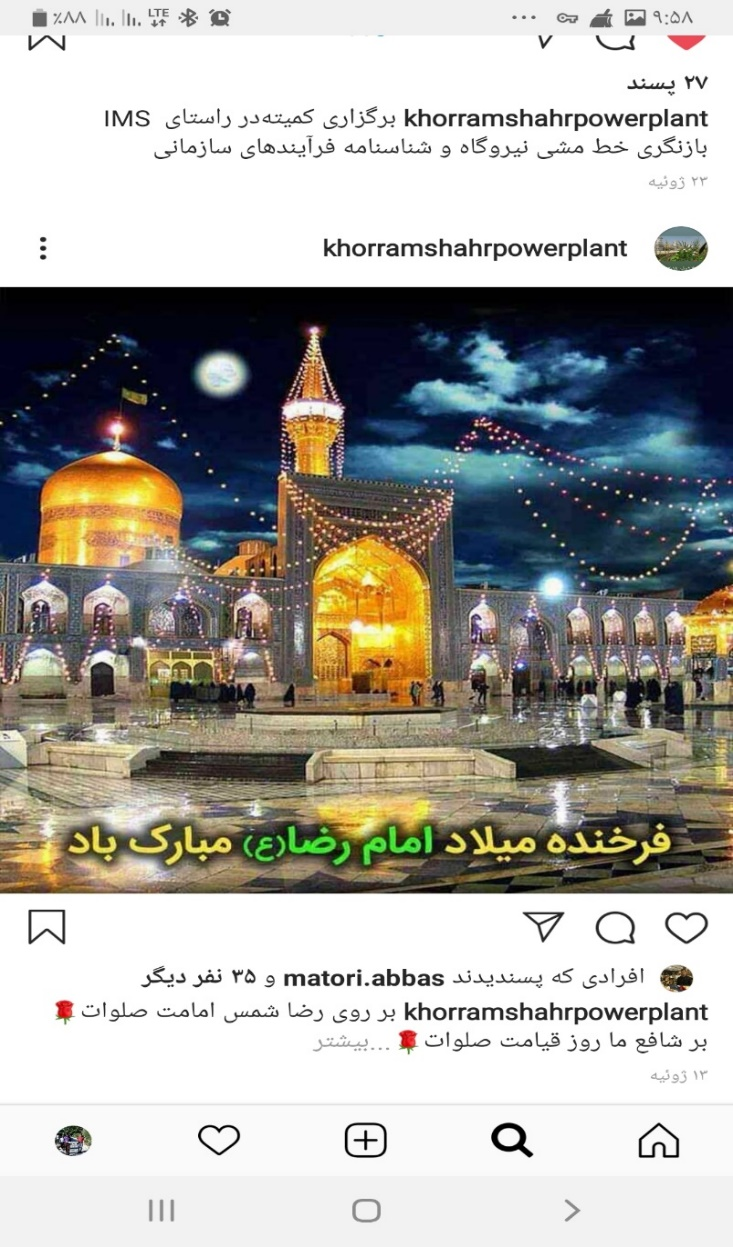 ٪۸۸ LTE ۹:۵۸
۲۷ پسند
khorramshahrpowerplant برگزاری کمیته‌در راستای IMS
بازنگری خط مشی نیروگاه و شناسنامه فرآیندهای سازمانی
۲۳ ژوئیه
khorramshahrpowerplant
فرخنده میلاد امام رضا(ع) مبارک باد
افرادی که پسندیدند matori.abbas و ۳۵ نفر دیگر
khorramshahrpowerplant بر روی رضا شمس امامت صلوات🌹
بر شافع ما روز قیامت صلوات🌹 ...بیشتر
۱۳ ژوئیه